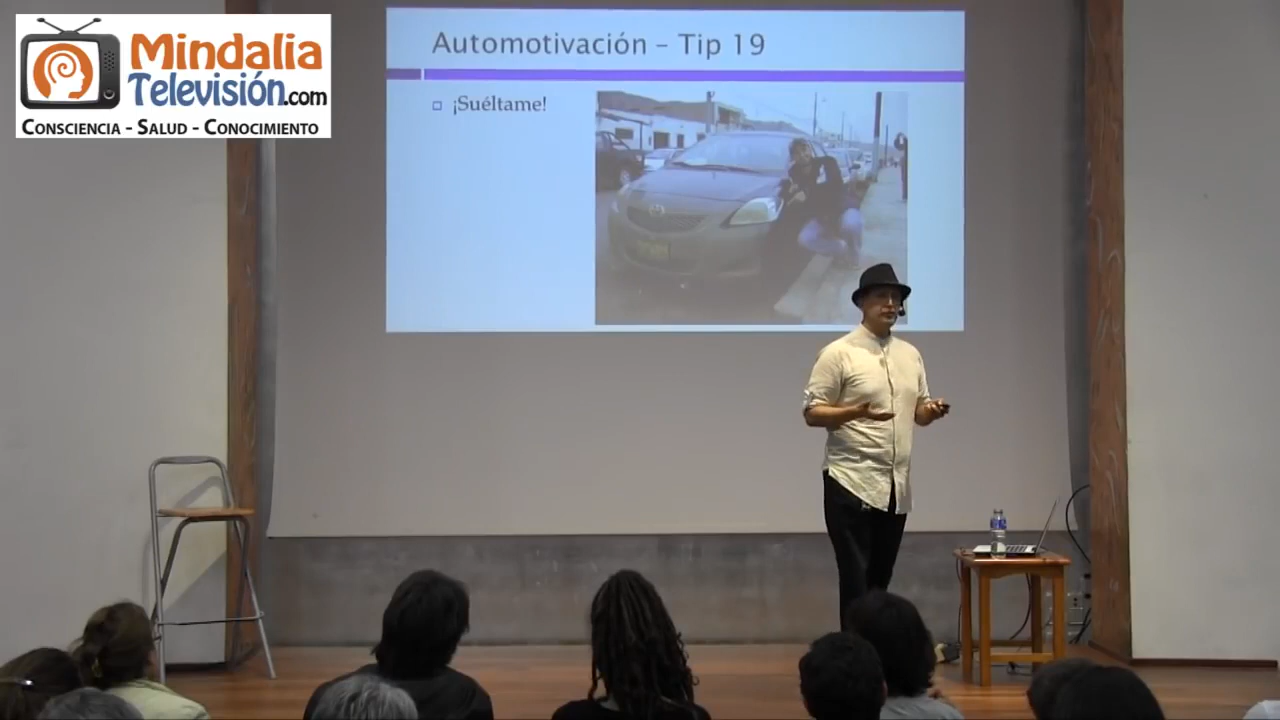 Mindalia
Televisión.com
CONSCIENCIA - SALUD - CONOCIMIENTO
Automotivación – Tip 19
¡Suéltame!